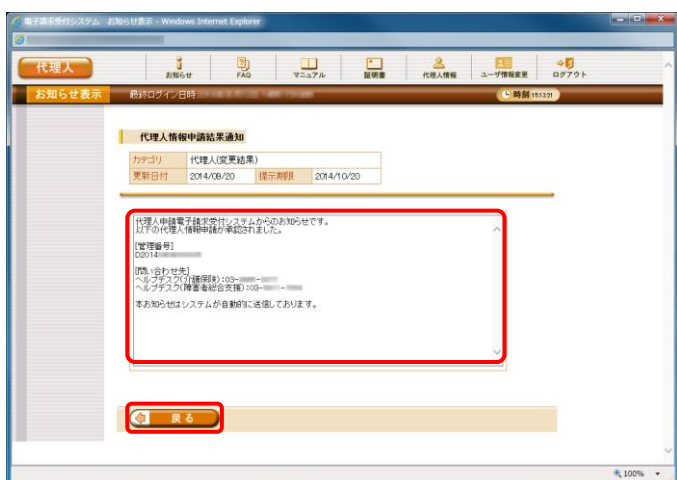 電子請求受付システム お知らせ表示 - Windows Internet Explorer
代理人
お知らせ
FAQ
マニュアル
証明書
代理人情報
ユーザ情報変更
ログアウト
お知らせ表示
最終ログイン日時
時刻
代理人情報申請結果通知
カテゴリ 代理人(変更結果)
更新日付 2014/09/20 提示期限 2014/10/20
代理人申請電子請求受付システムからのお知らせです。
以下の代理人情報申請が承認されました。
[管理番号]
D2014
[問い合わせ先]
ヘルプデスク(介護保険):03-
ヘルプデスク(障害者総合支援):03-
本お知らせはシステムが自動的に送信しております。
戻る
100%